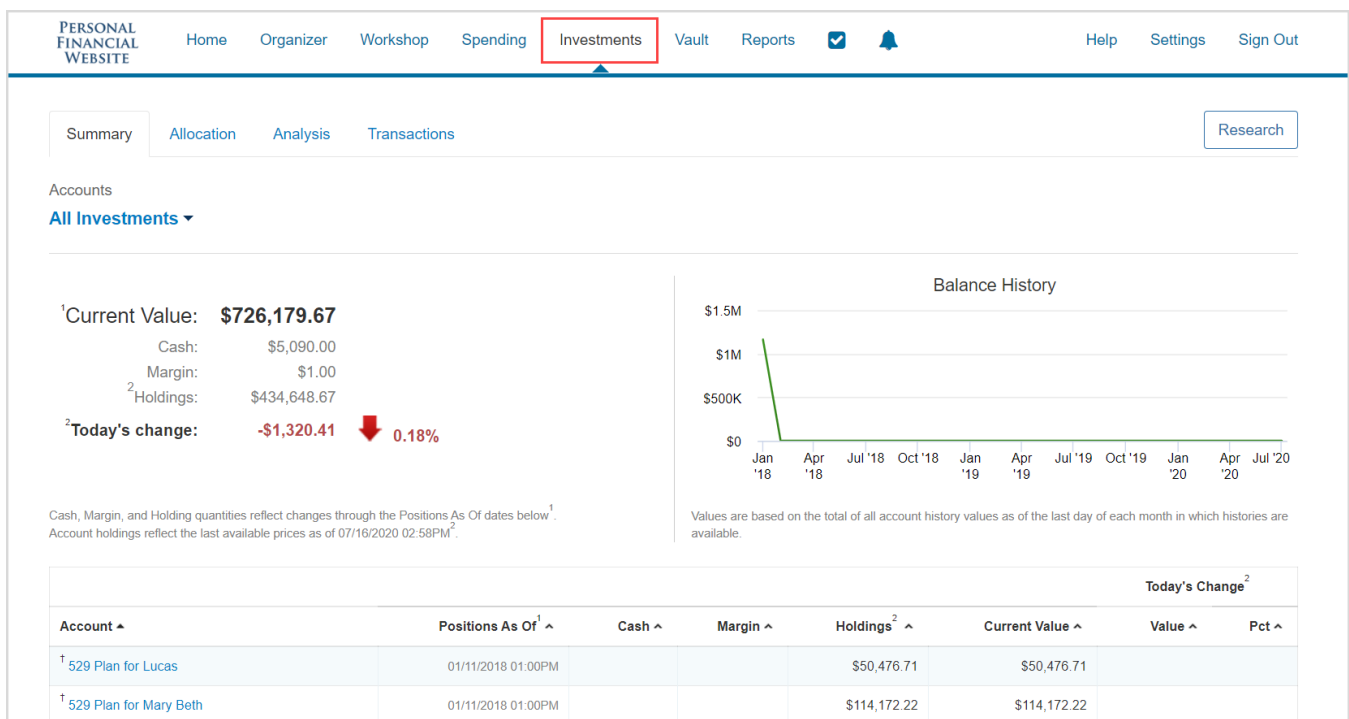 PERSONAL
FINANCIAL
WEBSITE
Home Organizer Workshop Spending Investments Vault Reports Help Settings Sign Out
Summary Allocation Analysis Transactions Research
Accounts
All Investments
1Current Value: $726,179.67
Cash: $5,090.00
Margin: $1.00
2Holdings: $434,648.67
2Today's change: -$1,320.41 0.18%
Cash, Margin, and Holding quantities reflect changes through the Positions As Of dates below1.
Account holdings reflect the last available prices as of 07/16/2020 02:58PM2.
Balance History
$1.5M
$1M
$500K
$0
Jan '18 Apr '18 Jul '18 Oct '18 Jan '19 Apr '19 Jul '19 Oct '19 Jan '20 Apr '20 Jul '20
Values are based on the total of all account history values as of the last day of each month in which histories are
available.
Today's Change2
Account Positions As Of1 Cash Margin Holdings2 Current Value Value Pct
† 529 Plan for Lucas 01/11/2018 01:00PM $50,476.71 $50,476.71
† 529 Plan for Mary Beth 01/11/2018 01:00PM $114,172.22 $114,172.22